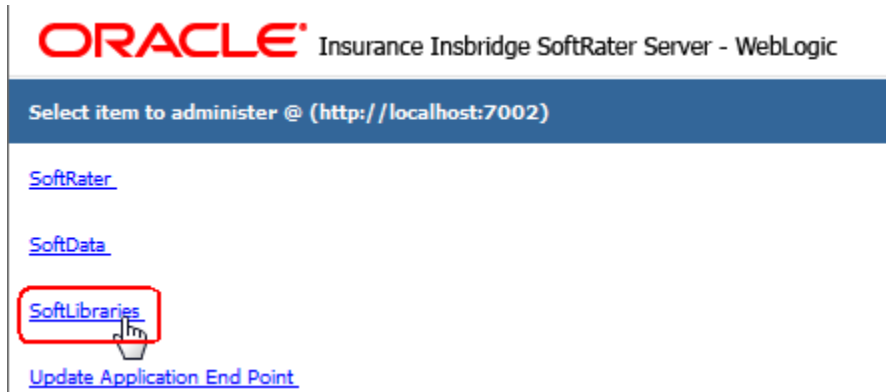 ORACLE Insurance Insbridge SoftRater Server - WebLogic
Select item to administer @ (http://localhost:7002)
SoftRater
SoftData
SoftLibraries
Update Application End Point